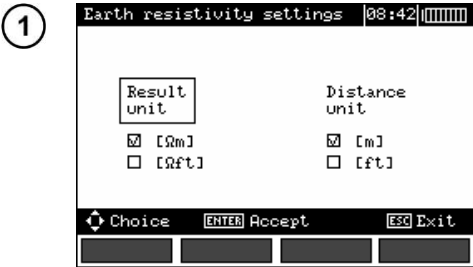 1
Earth resistivity settings 08:42
Result unit
Distance unit
☑ [Ωm]
☐ [Ωft]
☑ [m]
☐ [ft]
Choice ENTER Accept ESC Exit